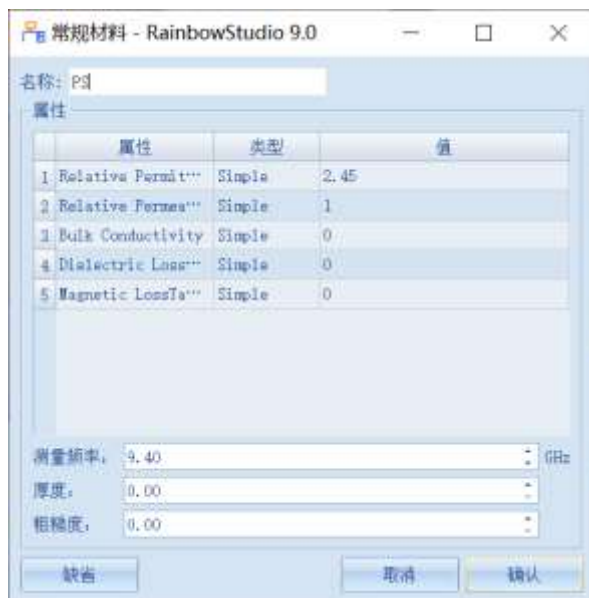 常规材料 - RainbowStudio 9.0
名称: PS
属性
属性 类型 值
1 Relative Permit… Simple 2.45
2 Relative Permea… Simple 1
3 Bulk Conductivity Simple 0
4 Dielectric Loss… Simple 0
5 Magnetic LossTa… Simple 0
测量频率: 9.40 GHz
厚度: 0.00
粗糙度: 0.00
缺省 取消 确认